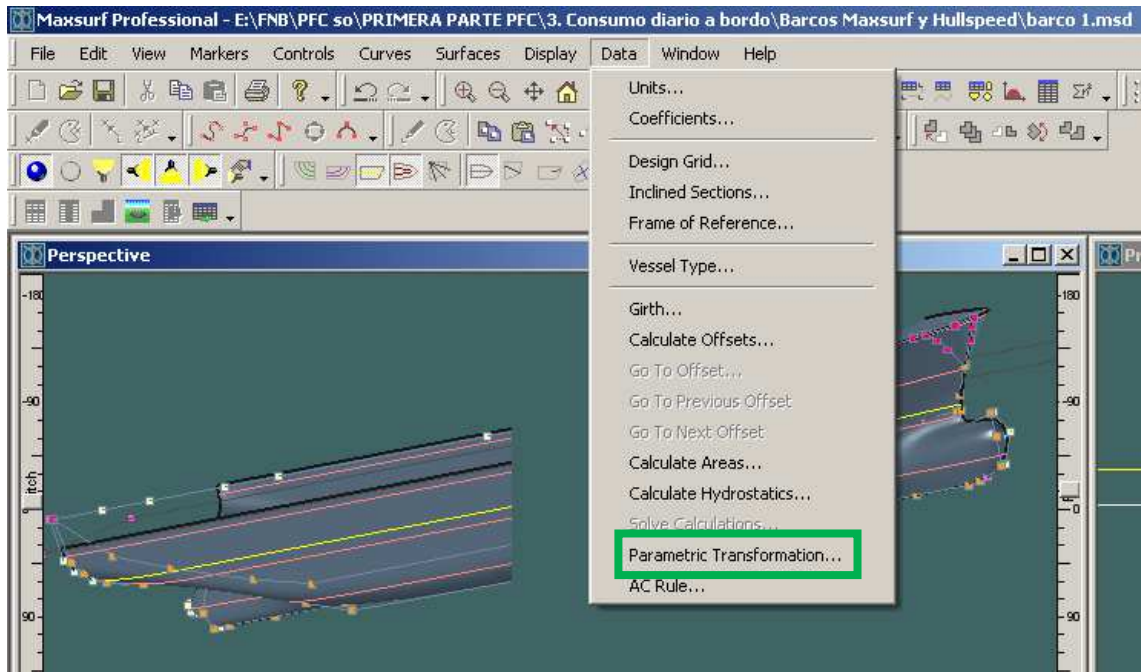 Maxsurf Professional - E:\FNB\PFC so\PRIMERA PARTE PFC\3. Consumo diario a bordo\Barcos Maxsurf y Hullspeed\barco 1.msd
File Edit View Markers Controls Curves Surfaces Display Data Window Help
Units...
Coefficients...
Design Grid...
Inclined Sections...
Frame of Reference...
Vessel Type...
Girth...
Calculate Offsets...
Go To Offset...
Go To Previous Offset
Go To Next Offset
Calculate Areas...
Calculate Hydrostatics...
Solve Calculations...
Parametric Transformation...
AC Rule...
Perspective
Pr
-180
-90
itch
0
90
-180
-90
0
90